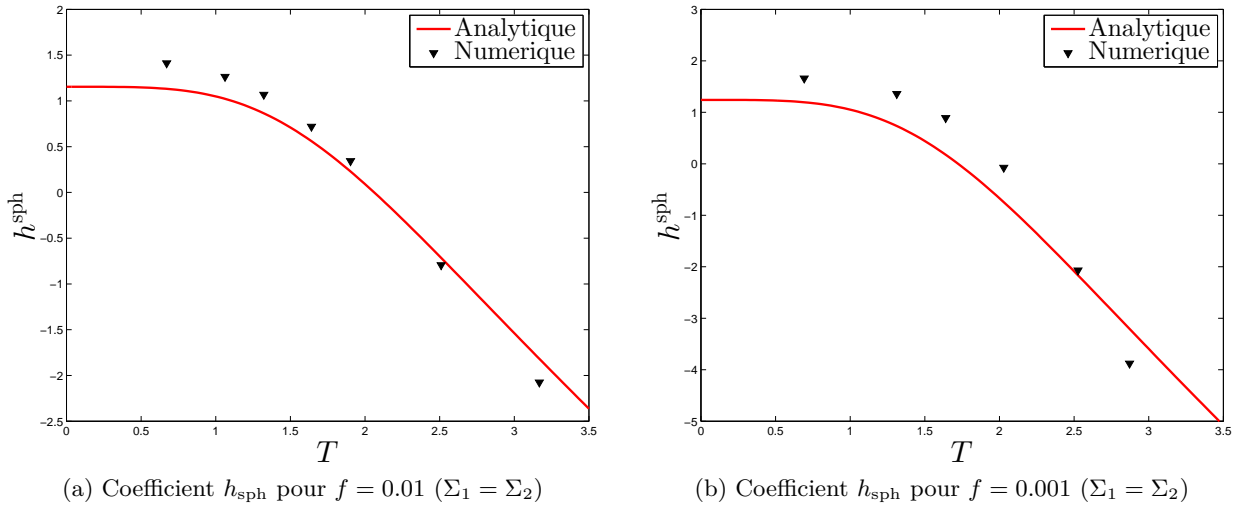 Analytique
Numerique
2
1.5
1
0.5
0
−0.5
−1
−1.5
−2
−2.5
h^sph
0 0.5 1 1.5 2 2.5 3 3.5
T
(a) Coefficient h_sph pour f = 0.01 (Σ_1 = Σ_2)
Analytique
Numerique
3
2
1
0
−1
−2
−3
−4
−5
h^sph
0 0.5 1 1.5 2 2.5 3 3.5
T
(b) Coefficient h_sph pour f = 0.001 (Σ_1 = Σ_2)